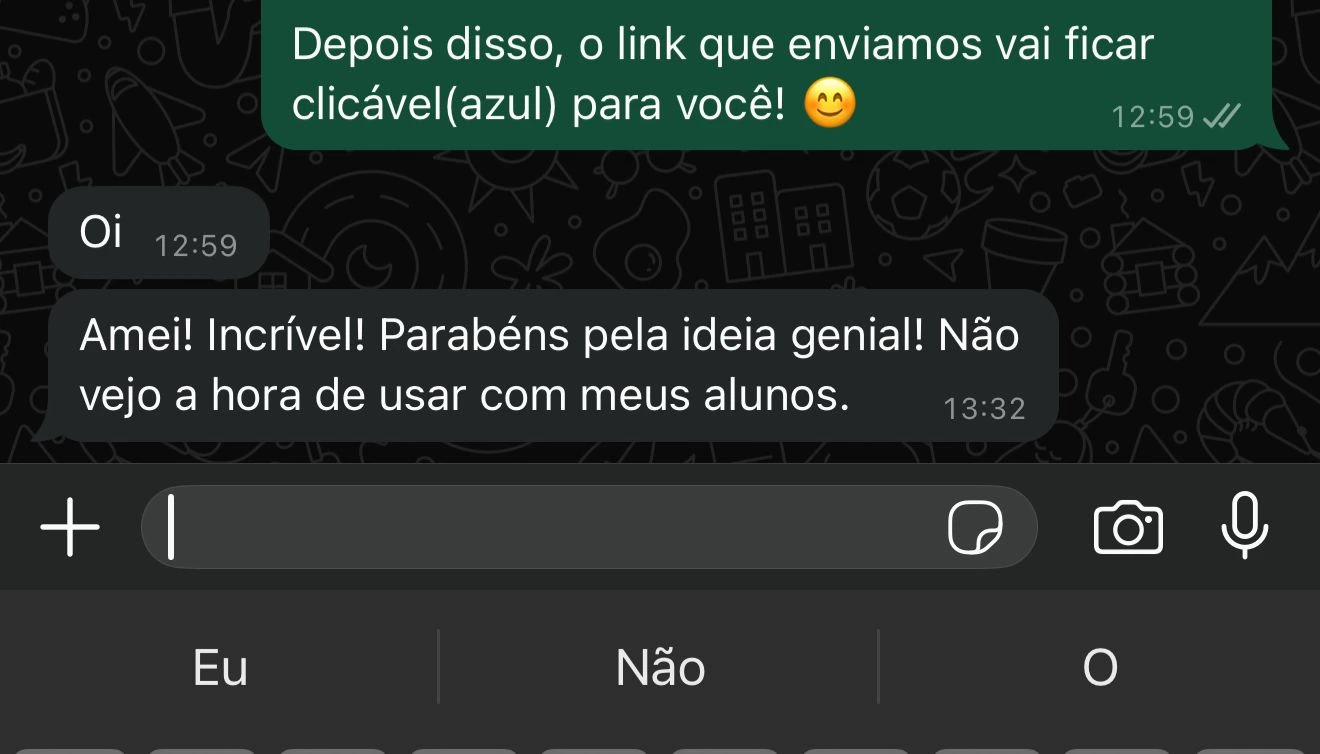 Depois disso, o link que enviamos vai ficar
clicável(azul) para você! 😊
12:59
Oi
12:59
Amei! Incrível! Parabéns pela ideia genial! Não
vejo a hora de usar com meus alunos.
13:32
Eu
Não
O